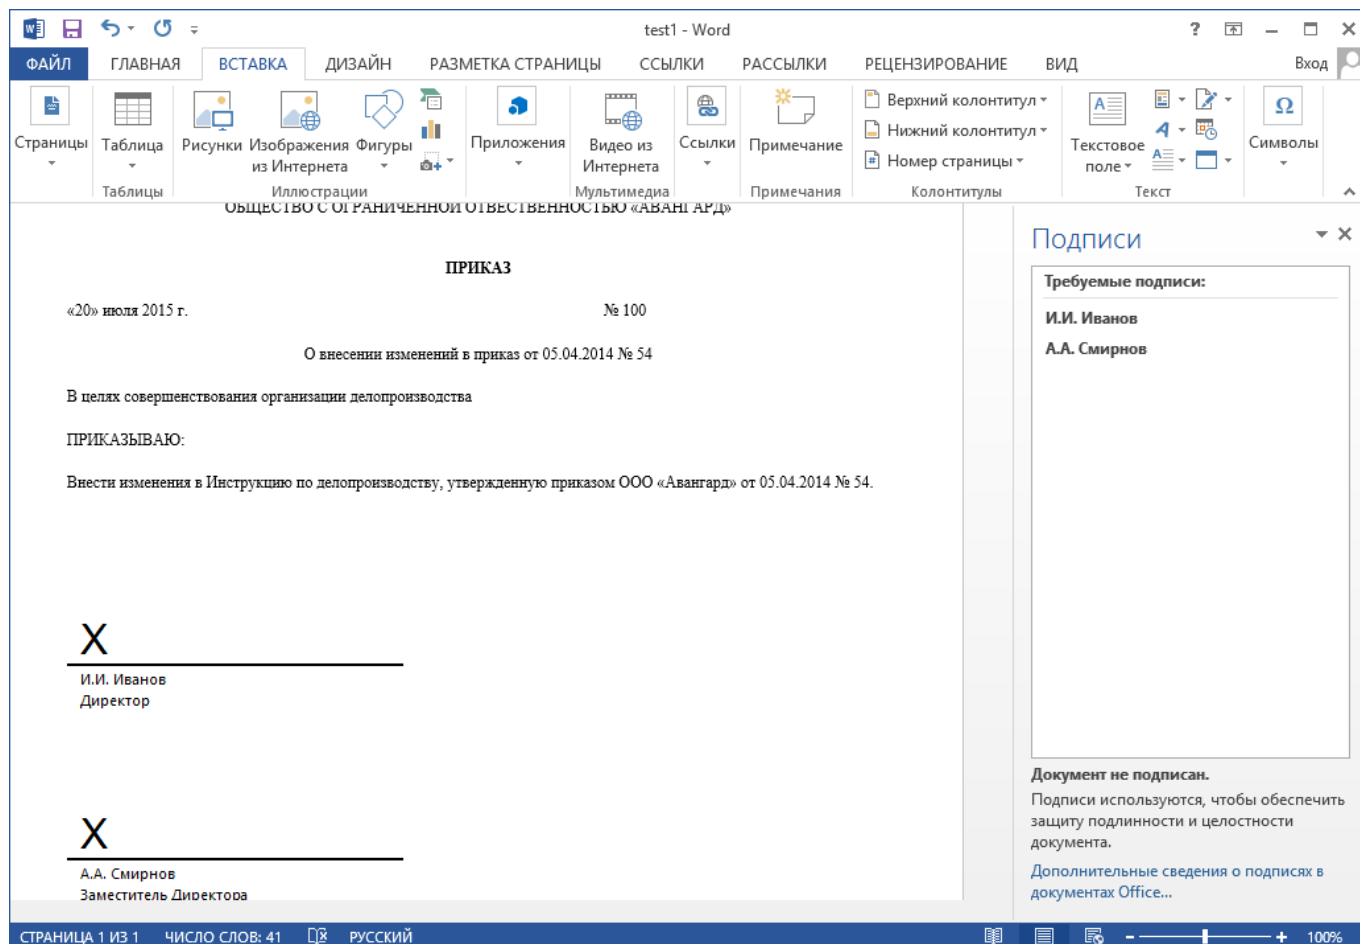 test1 - Word
ФАЙЛ ГЛАВНАЯ ВСТАВКА ДИЗАЙН РАЗМЕТКА СТРАНИЦЫ ССЫЛКИ РАССЫЛКИ РЕЦЕНЗИРОВАНИЕ ВИД Вход
Страницы
Таблица
Рисунки
Изображения из Интернета
Фигуры
Приложения
Видео из Интернета
Ссылки
Примечание
Верхний колонтитул
Нижний колонтитул
Номер страницы
Текстовое поле
Символы
Таблицы Иллюстрации Мультимедиа Примечания Колонтитулы Текст
ОБЩЕСТВО С ОГРАНИЧЕННОЙ ОТВЕТСТВЕННОСТЬЮ «АВАНГАРД»
ПРИКАЗ
«20» июля 2015 г. № 100
О внесении изменений в приказ от 05.04.2014 № 54
В целях совершенствования организации делопроизводства
ПРИКАЗЫВАЮ:
Внести изменения в Инструкцию по делопроизводству, утвержденную приказом ООО «Авангард» от 05.04.2014 № 54.
X
И.И. Иванов
Директор
X
А.А. Смирнов
Заместитель Директора
Подписи
Требуемые подписи:
И.И. Иванов
А.А. Смирнов
Документ не подписан.
Подписи используются, чтобы обеспечить
защиту подлинности и целостности
документа.
Дополнительные сведения о подписях в
документах Office...
СТРАНИЦА 1 ИЗ 1 ЧИСЛО СЛОВ: 41 РУССКИЙ 100%